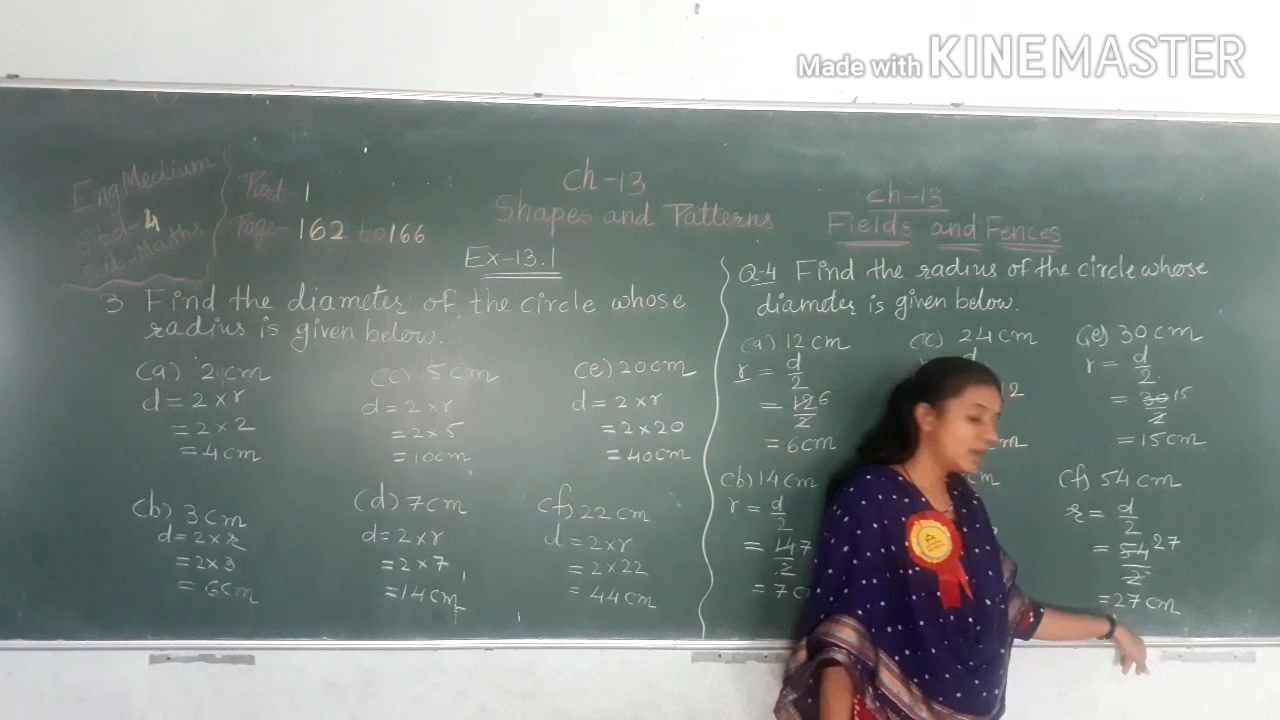 Made with KINEMASTER
Eng Medium
Std-4
Sub-Maths
Part-1
Page-162 to 166
Ch-13
Shapes and Patterns
Ch-13
Fields and Fences
Ex-13.1
3 Find the diameter of the circle whose
radius is given below.
(a) 2 cm
d = 2 × r
= 2 × 2
= 4 cm
(c) 5 cm
d = 2 × r
= 2 × 5
= 10 cm
(e) 20 cm
d = 2 × r
= 2 × 20
= 40 cm
(b) 3 cm
d = 2 × r
= 2 × 3
= 6 cm
(d) 7 cm
d = 2 × r
= 2 × 7
= 14 cm
(f) 22 cm
d = 2 × r
= 2 × 22
= 44 cm
Q-4 Find the radius of the circle whose
diameter is given below.
(a) 12 cm
r = d/2
= 12/2 6
= 6 cm
(c) 24 cm
d
12
cm
(e) 30 cm
r = d/2
= 30/2 15
= 15 cm
(b) 14 cm
r = d/2
= 14/2 7
= 7 c
cm
(f) 54 cm
r = d/2
= 54/2 27
= 27 cm